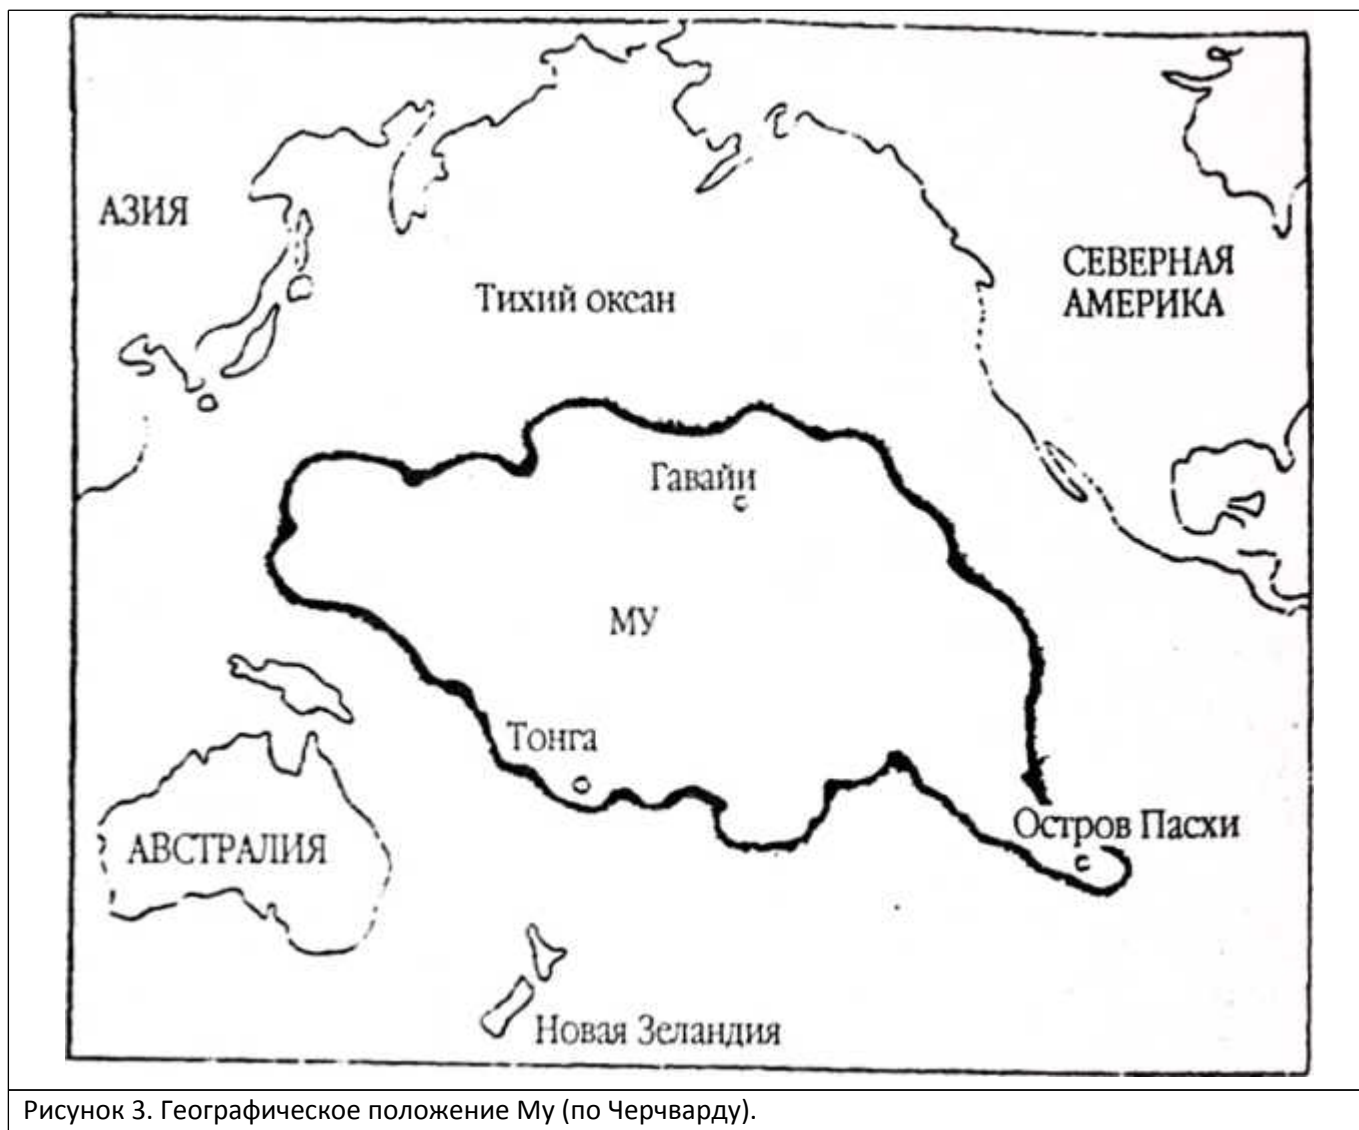 АЗИЯ
Тихий океан
СЕВЕРНАЯ
АМЕРИКА
Гавайи
МУ
Тонга
Остров Пасхи
АВСТРАЛИЯ
Новая Зеландия
Рисунок 3. Географическое положение Му (по Черчварду).